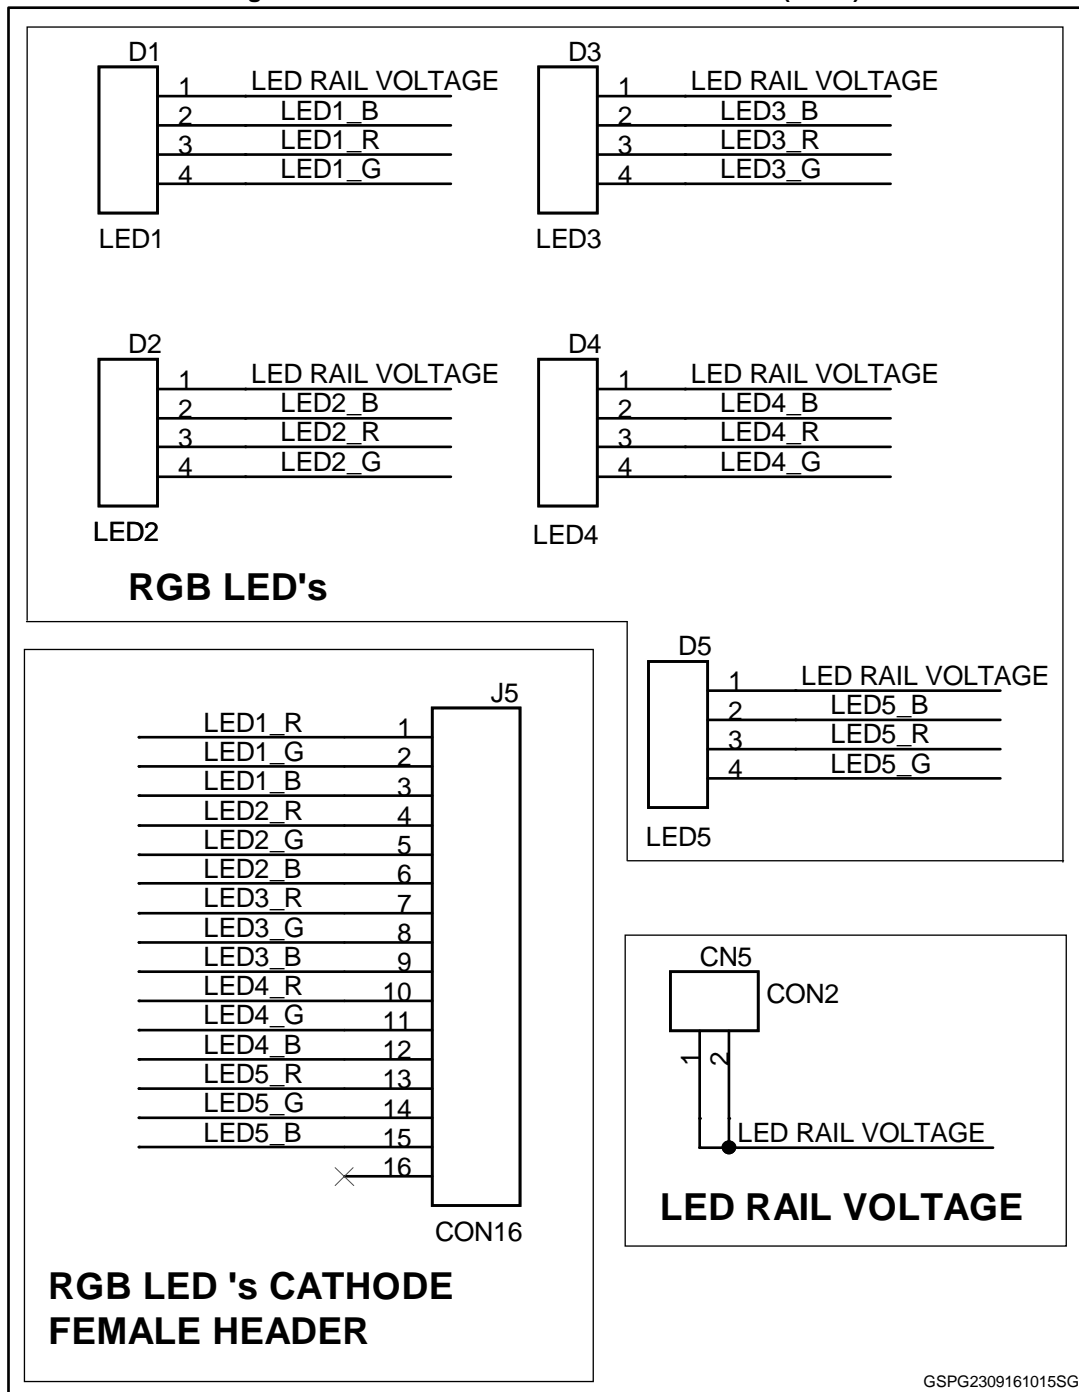 D1
1 LED RAIL VOLTAGE
2 LED1_B
3 LED1_R
4 LED1_G
LED1
D3
1 LED RAIL VOLTAGE
2 LED3_B
3 LED3_R
4 LED3_G
LED3
D2
1 LED RAIL VOLTAGE
2 LED2_B
3 LED2_R
4 LED2_G
LED2
D4
1 LED RAIL VOLTAGE
2 LED4_B
3 LED4_R
4 LED4_G
LED4
RGB LED's
D5
1 LED RAIL VOLTAGE
2 LED5_B
3 LED5_R
4 LED5_G
LED5
J5
LED1_R 1
LED1_G 2
LED1_B 3
LED2_R 4
LED2_G 5
LED2_B 6
LED3_R 7
LED3_G 8
LED3_B 9
LED4_R 10
LED4_G 11
LED4_B 12
LED5_R 13
LED5_G 14
LED5_B 15
16
CON16
RGB LED 's CATHODE
FEMALE HEADER
CN5
CON2
1 2
LED RAIL VOLTAGE
LED RAIL VOLTAGE
GSPG2309161015SG